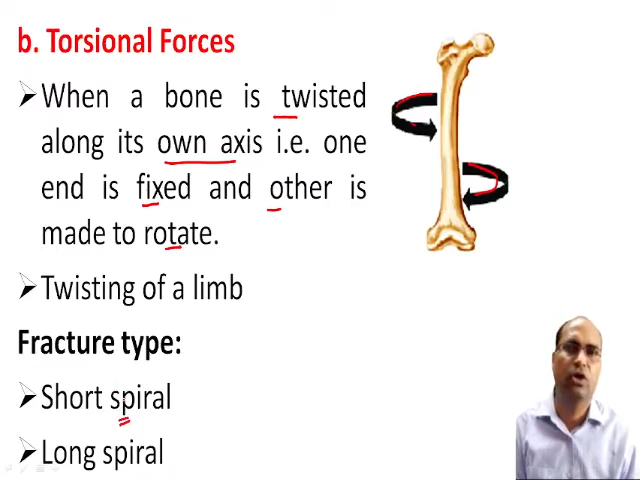 b. Torsional Forces
When a bone is twisted
along its own axis i.e. one
end is fixed and other is
made to rotate.
Twisting of a limb
Fracture type:
Short spiral
Long spiral